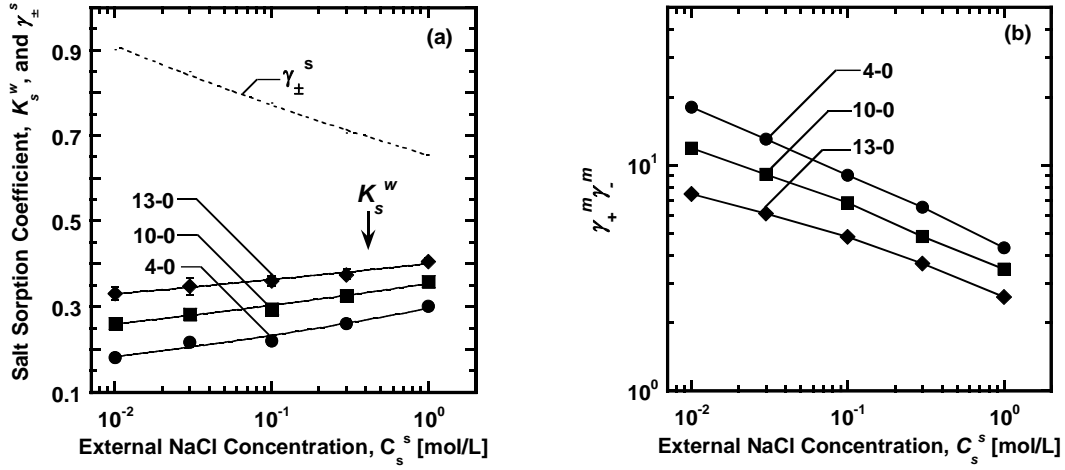 Salt Sorption Coefficient, K_s^w, and γ_±^s
(a)
0.9
0.7
0.5
0.3
0.1
γ_±^s
K_s^w
13-0
10-0
4-0
10^-2
10^-1
10^0
External NaCl Concentration, C_s^s [mol/L]
γ_+^m γ_-^m
(b)
10^1
10^0
4-0
10-0
13-0
10^-2
10^-1
10^0
External NaCl Concentration, C_s^s [mol/L]